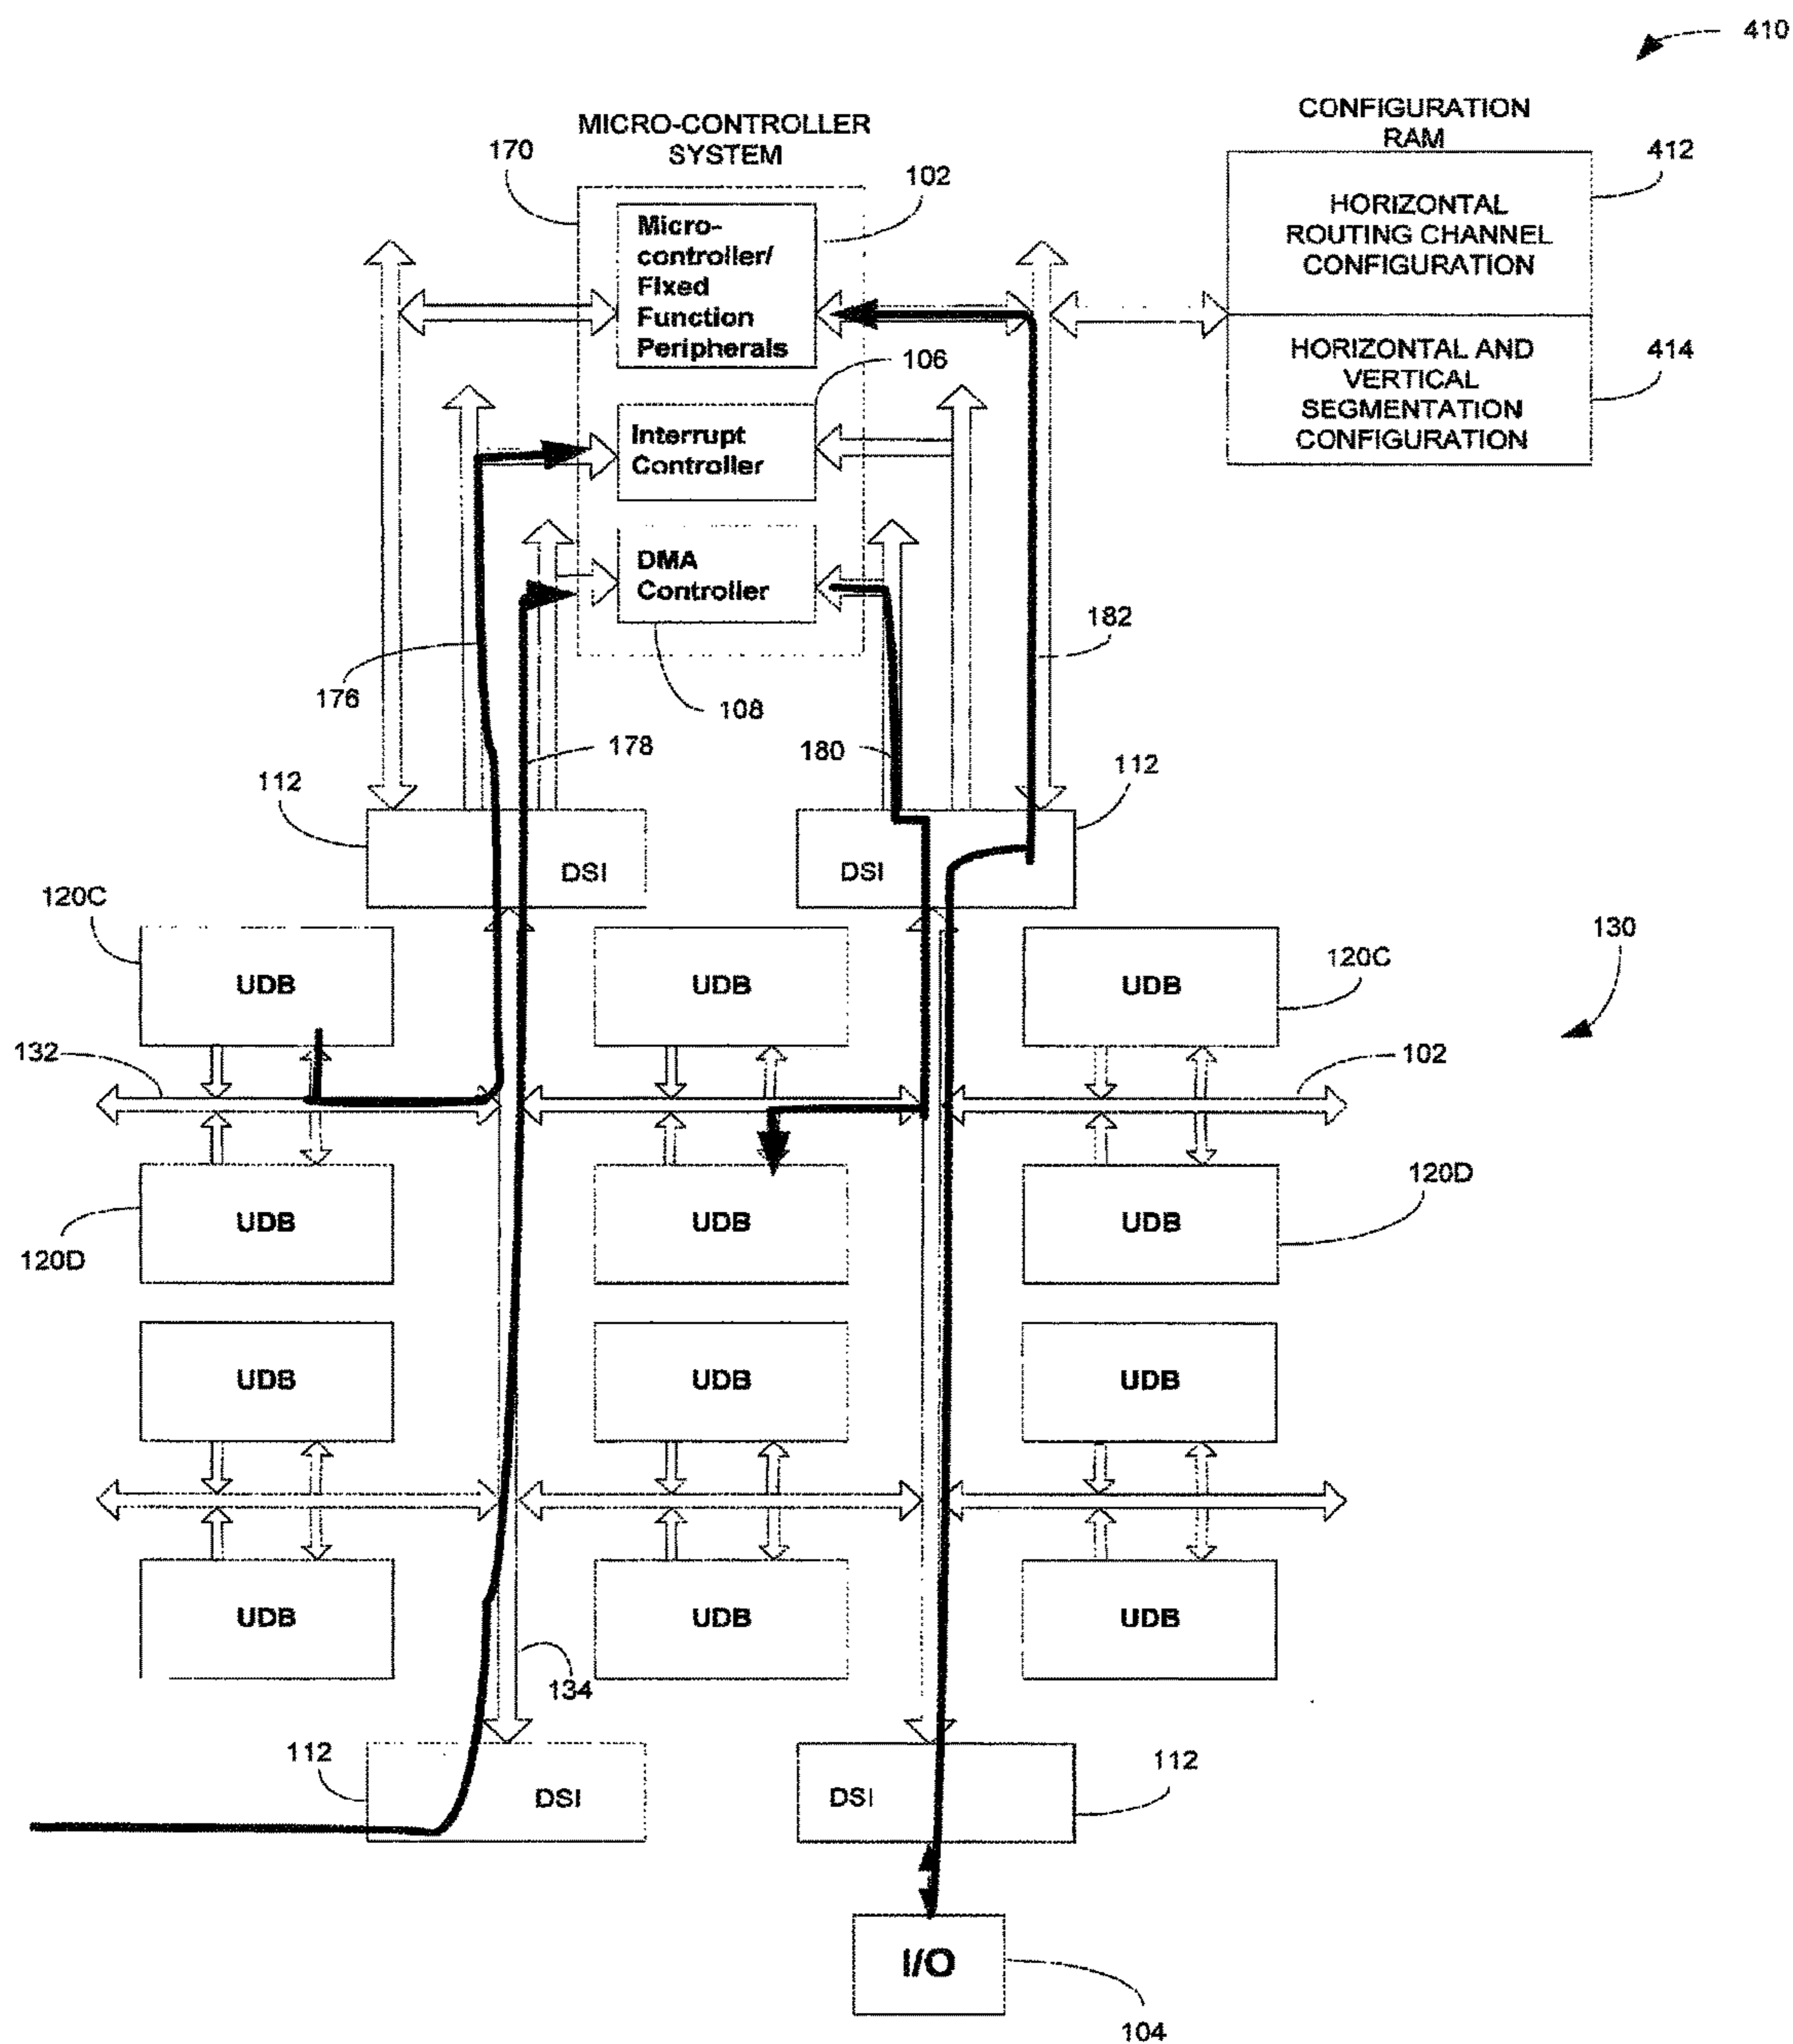 410
CONFIGURATION
RAM
MICRO-CONTROLLER
SYSTEM
170
102
412
HORIZONTAL
ROUTING CHANNEL
CONFIGURATION
Micro-
controller/
Fixed
Function
Peripherals
106
HORIZONTAL AND
VERTICAL
SEGMENTATION
CONFIGURATION
414
Interrupt
Controller
DMA
Controller
182
176
108
178
180
112
112
DSI
DSI
120C
UDB
UDB
UDB
120C
130
132
102
UDB
UDB
UDB
120D
120D
UDB
UDB
UDB
UDB
UDB
UDB
134
112
DSI
DSI
112
I/O
104